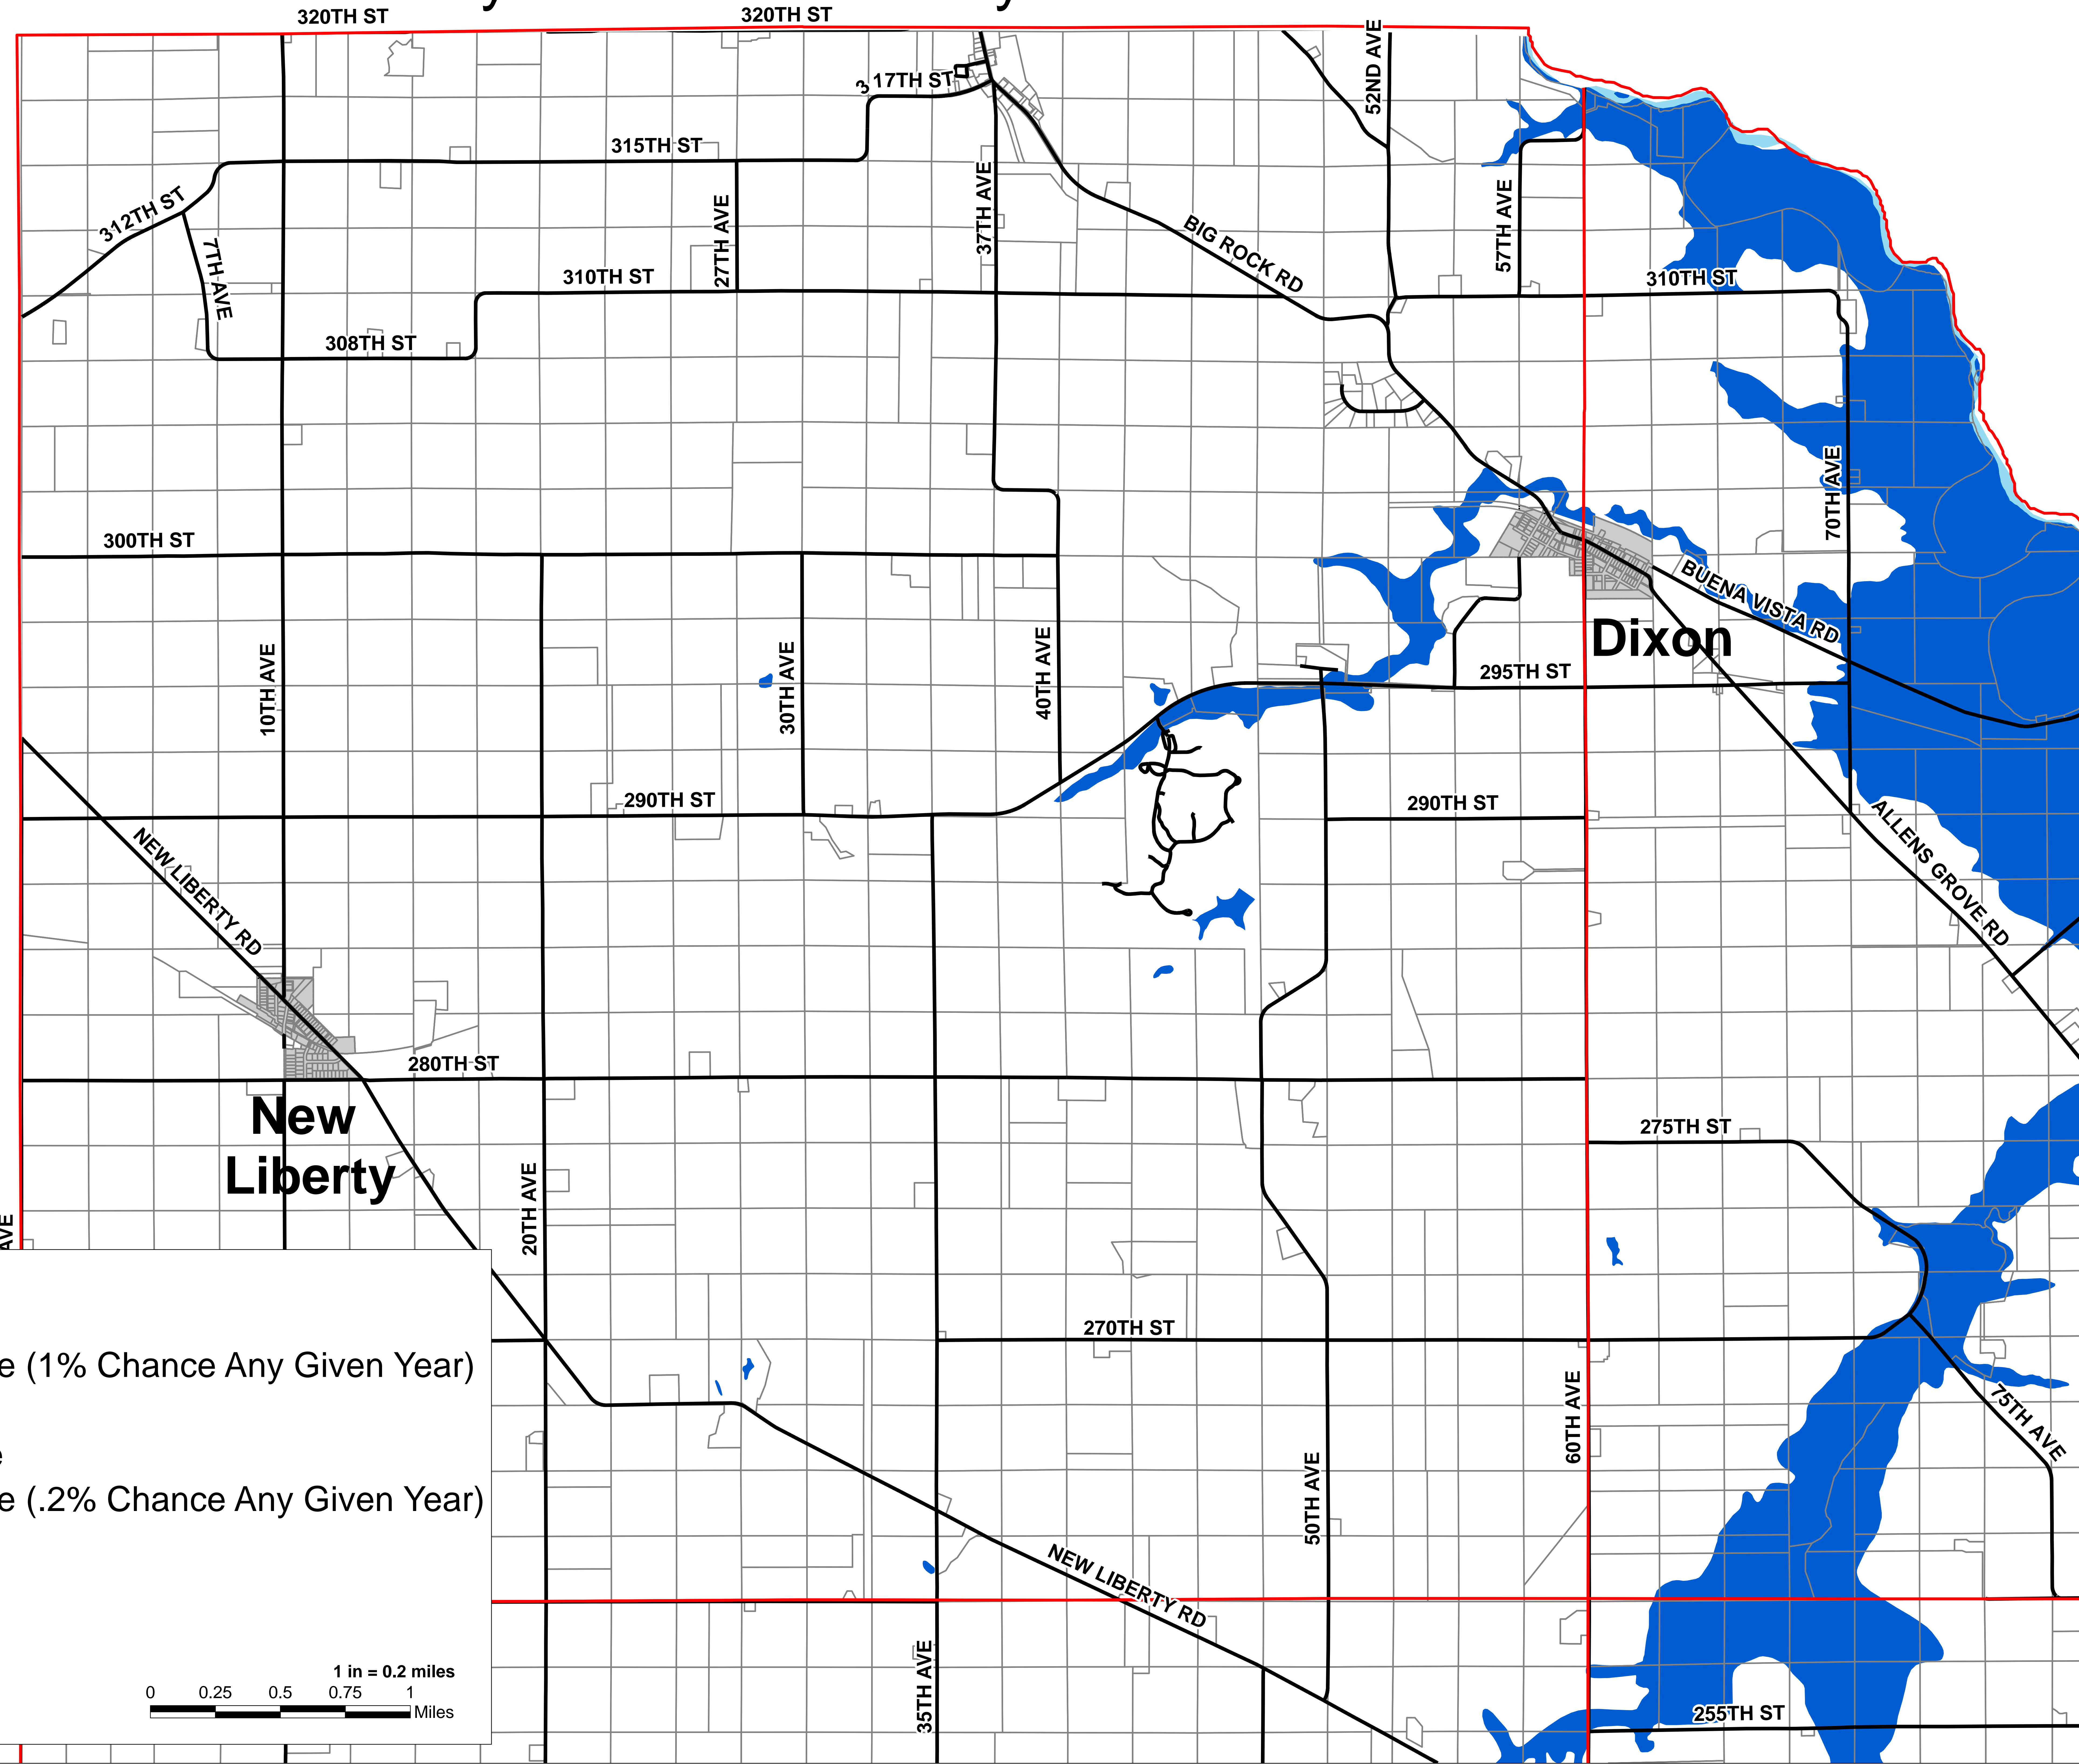 320TH ST
320TH ST
52ND AVE
3 17TH ST
315TH ST
312TH ST
7TH AVE
27TH AVE
37TH AVE
57TH AVE
BIG ROCK RD
310TH ST
310TH ST
308TH ST
70TH AVE
300TH ST
BUENA VISTA RD
Dixon
10TH AVE
30TH AVE
40TH AVE
295TH ST
290TH ST
290TH ST
NEW LIBERTY RD
ALLENS GROVE RD
280TH ST
New
Liberty
275TH ST
20TH AVE
AVE
270TH ST
e (1% Chance Any Given Year)
60TH AVE
75TH AVE
e
e (.2% Chance Any Given Year)
50TH AVE
NEW LIBERTY RD
1 in = 0.2 miles
0 0.25 0.5 0.75 1
Miles
35TH AVE
255TH ST